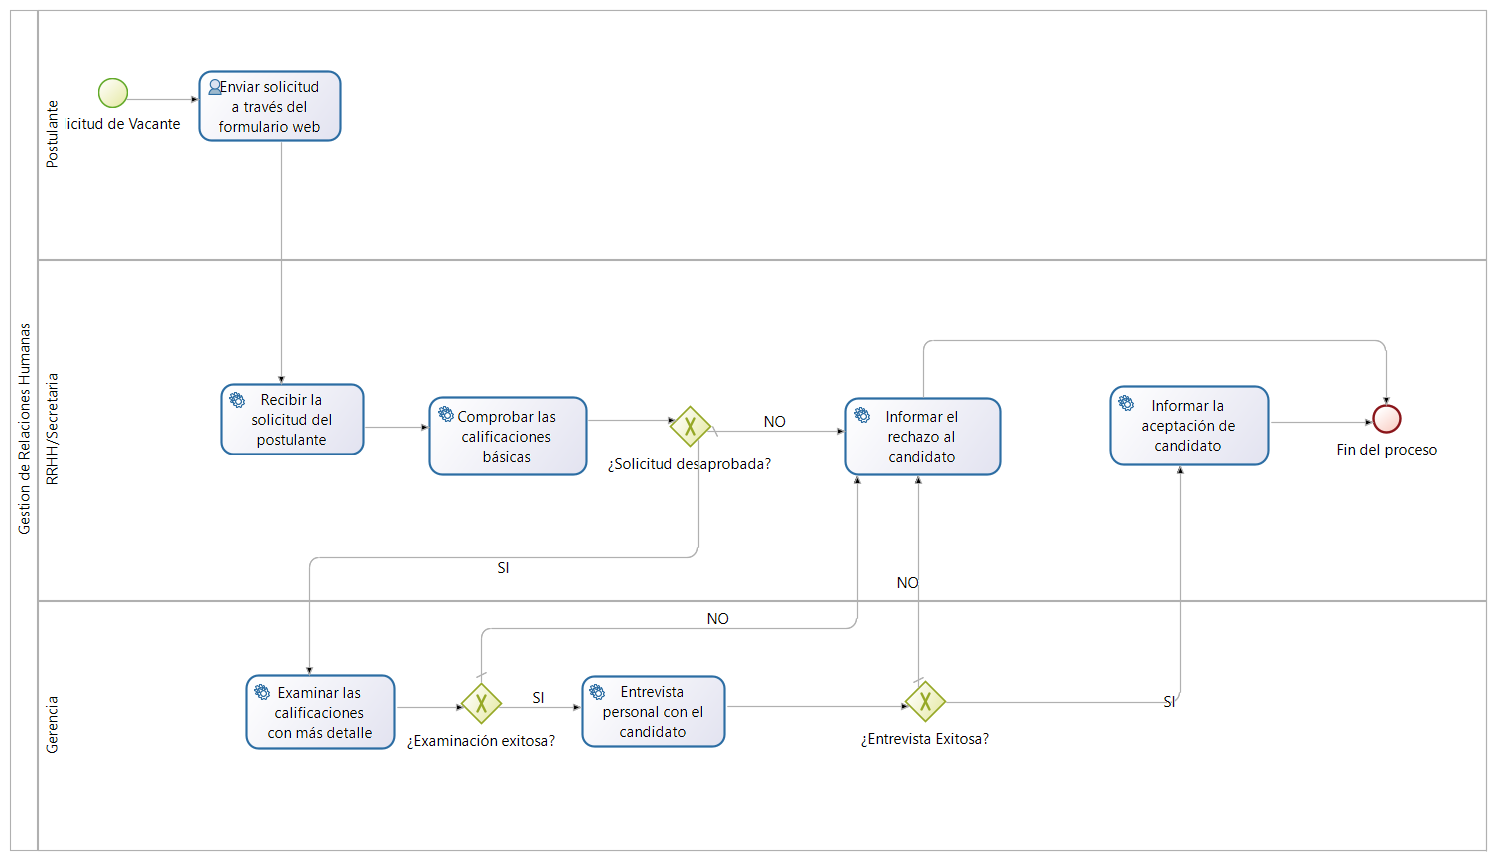 Gestion de Relaciones Humanas
Postulante
icitud de Vacante
Enviar solicitud
a través del
formulario web
RRHH/Secretaria
Recibir la
solicitud del
postulante
Comprobar las
calificaciones
básicas
¿Solicitud desaprobada?
NO
SI
Informar el
rechazo al
candidato
Informar la
aceptación de
candidato
Fin del proceso
NO
Gerencia
Examinar las
calificaciones
con más detalle
¿Examinación exitosa?
NO
SI
Entrevista
personal con el
candidato
¿Entrevista Exitosa?
SI